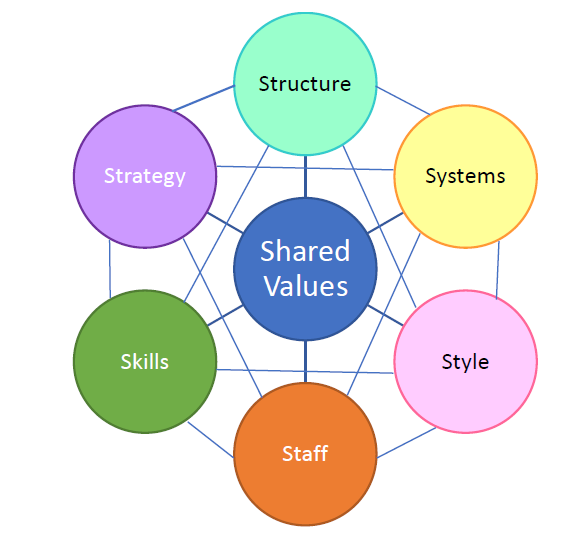 Structure
Strategy
Systems
Shared
Values
Skills
Style
Staff